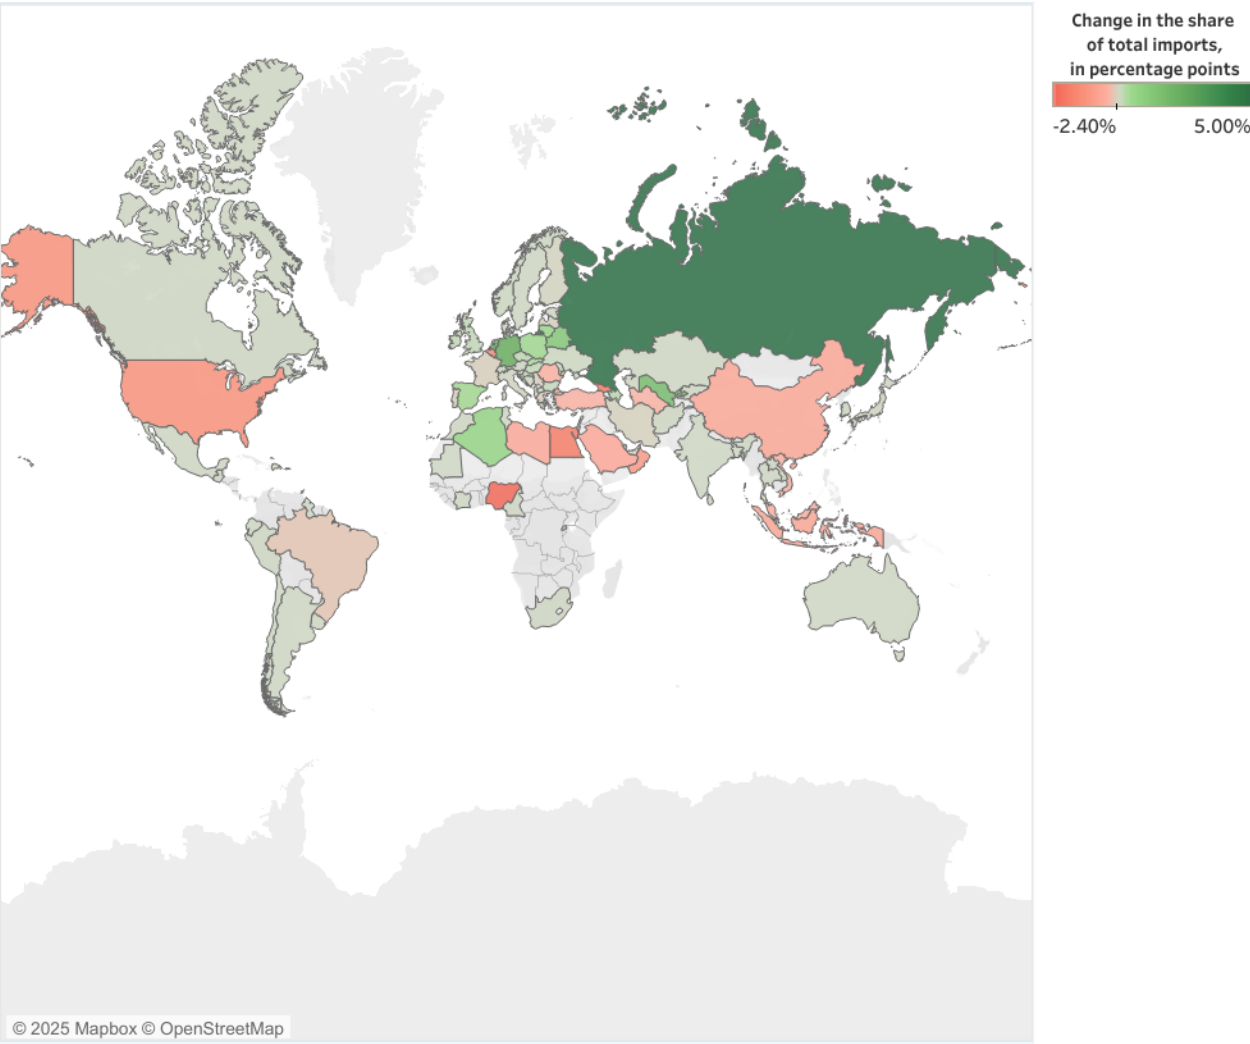 Change in the share
of total imports,
in percentage points
-2.40% 5.00%
© 2025 Mapbox © OpenStreetMap